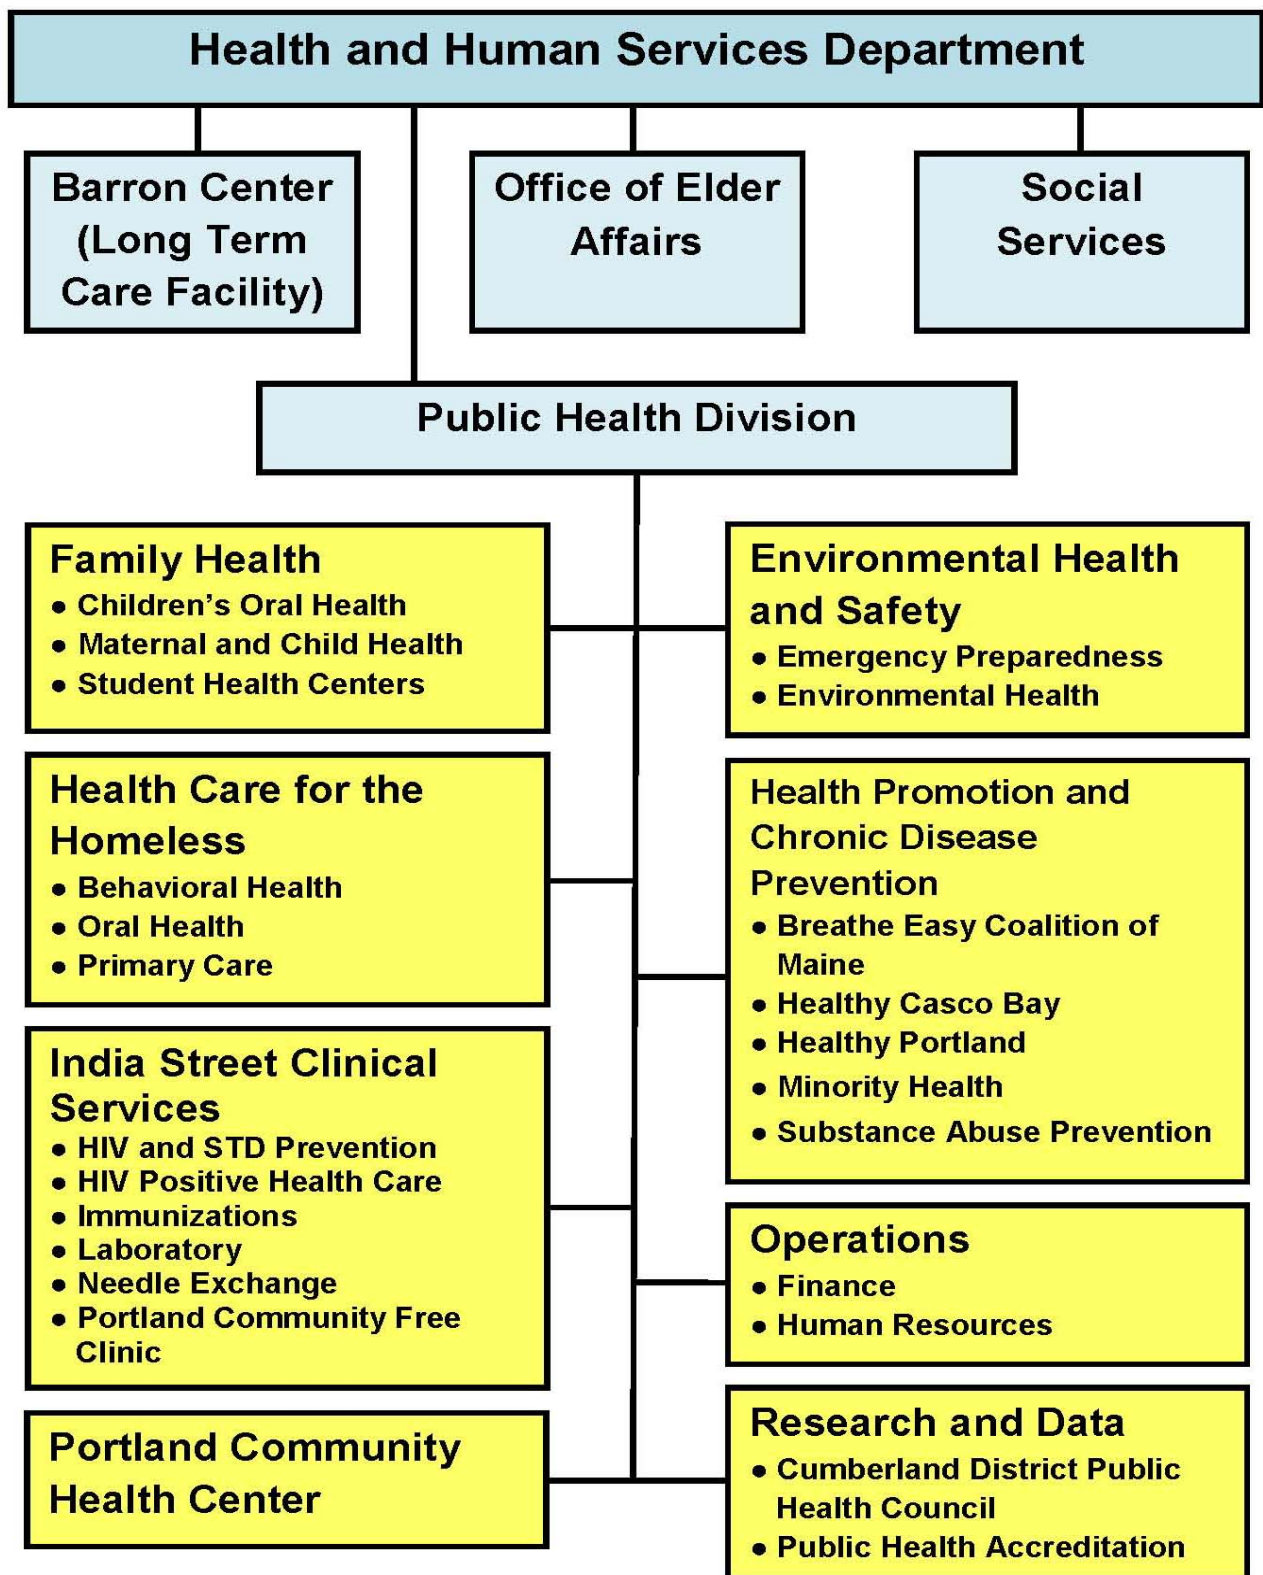 Health and Human Services Department
Barron Center
(Long Term
Care Facility)
Office of Elder
Affairs
Social
Services
Public Health Division
Family Health
● Children’s Oral Health
● Maternal and Child Health
● Student Health Centers
Health Care for the
Homeless
● Behavioral Health
● Oral Health
● Primary Care
India Street Clinical
Services
● HIV and STD Prevention
● HIV Positive Health Care
● Immunizations
● Laboratory
● Needle Exchange
● Portland Community Free
Clinic
Portland Community
Health Center
Environmental Health
and Safety
● Emergency Preparedness
● Environmental Health
Health Promotion and
Chronic Disease
Prevention
● Breathe Easy Coalition of
Maine
● Healthy Casco Bay
● Healthy Portland
● Minority Health
● Substance Abuse Prevention
Operations
● Finance
● Human Resources
Research and Data
● Cumberland District Public
Health Council
● Public Health Accreditation